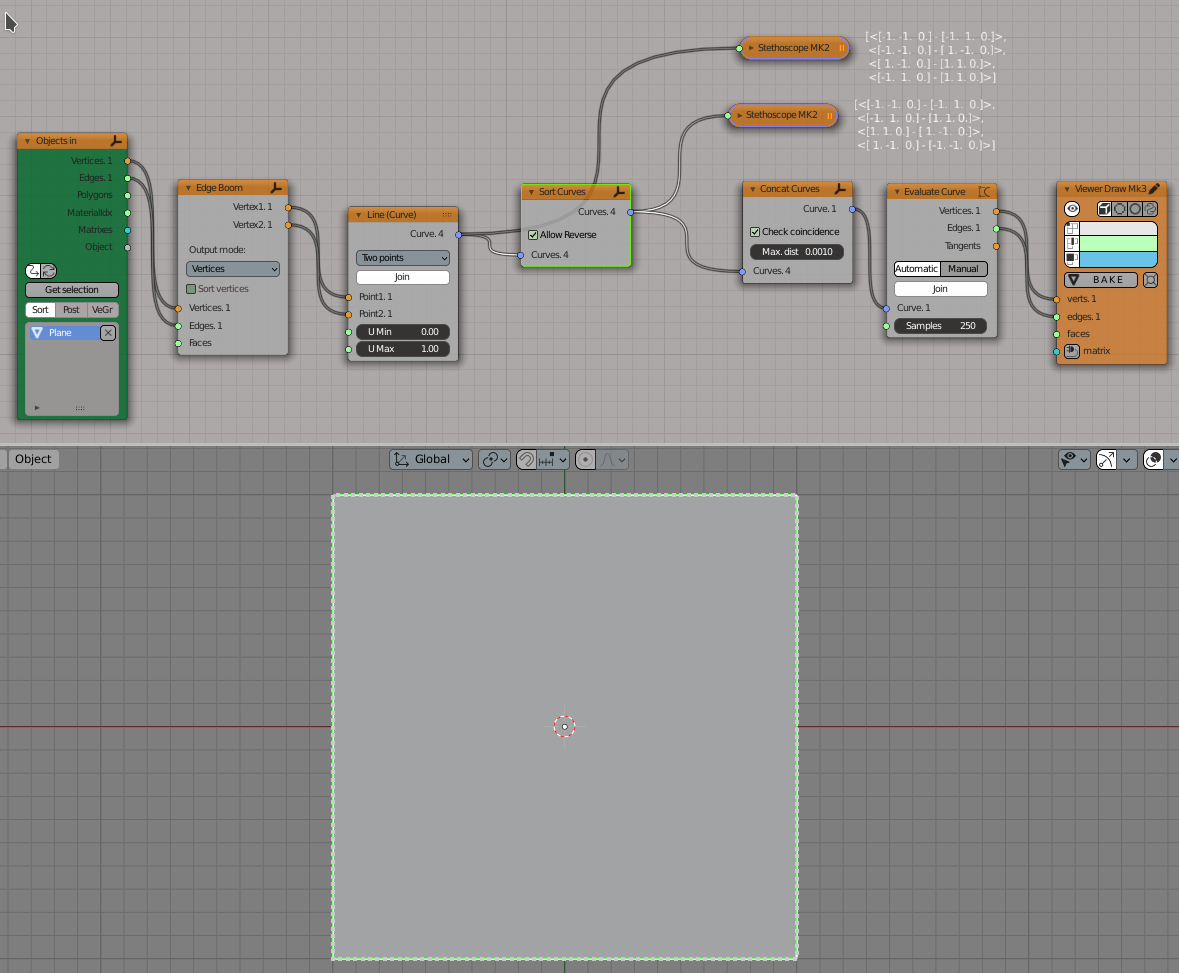 Stethoscope MK2
[<[-1. -1.  0.] - [-1.  1.  0.]>,
<[-1. -1.  0.] - [ 1. -1.  0.]>,
<[ 1. -1.  0.] - [1. 1. 0.]>,
<[-1.  1.  0.] - [1. 1. 0.]>]
Stethoscope MK2
[<[-1. -1.  0.] - [-1.  1.  0.]>,
<[-1.  1.  0.] - [1. 1. 0.]>,
<[1. 1. 0.] - [ 1. -1.  0.]>,
<[ 1. -1.  0.] - [-1. -1.  0.]>]
Objects in
Vertices. 1
Edges. 1
Polygons
MaterialIdx
Matrixes
Object
Get selection
Sort Post VeGr
Plane
Edge Boom
Vertex1. 1
Vertex2. 1
Output mode:
Vertices
Sort vertices
Vertices. 1
Edges. 1
Faces
Line (Curve)
Curve. 4
Two points
Join
Point1. 1
Point2. 1
U Min 0.00
U Max 1.00
Sort Curves
Curves. 4
Allow Reverse
Curves. 4
Concat Curves
Curve. 1
Check coincidence
Max. dist 0.0010
Curves. 4
Evaluate Curve
Vertices. 1
Edges. 1
Tangents
Automatic Manual
Join
Curve. 1
Samples 250
Viewer Draw Mk3
BAKE
verts. 1
edges. 1
faces
matrix
Object
Global